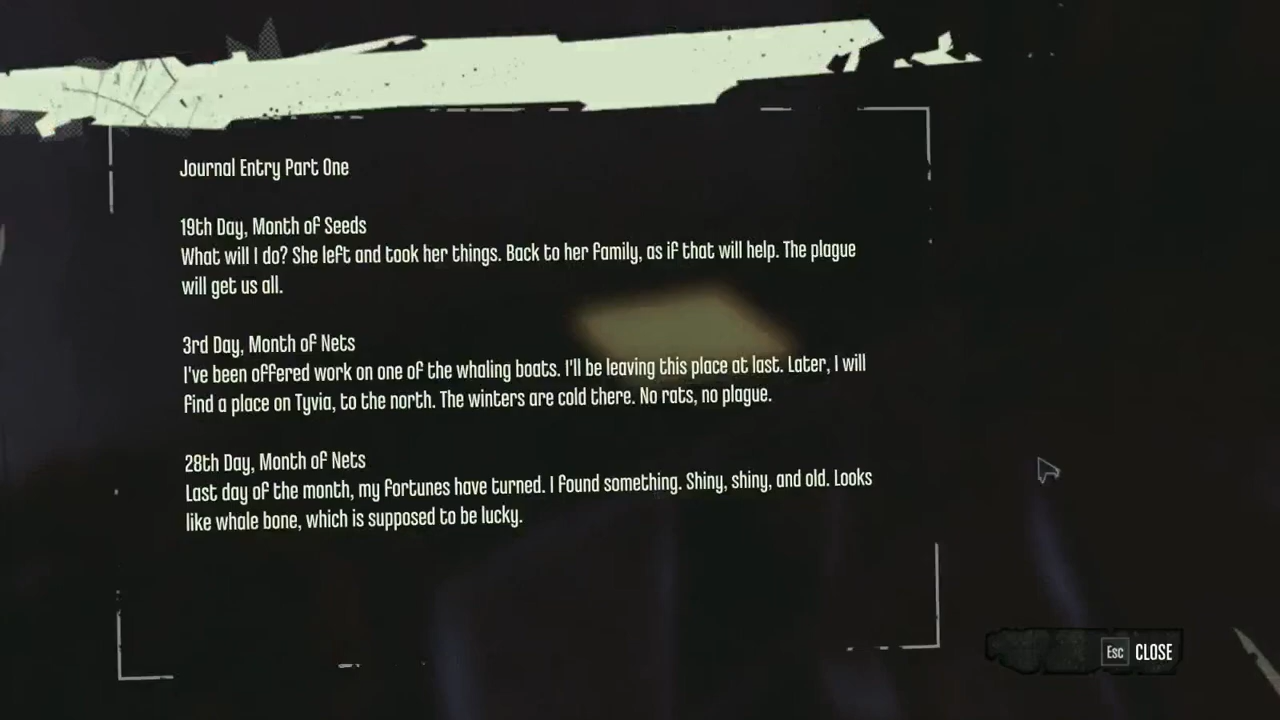 Journal Entry Part One
19th Day, Month of Seeds
What will I do? She left and took her things. Back to her family, as if that will help. The plague
will get us all.
3rd Day, Month of Nets
I've been offered work on one of the whaling boats. I'll be leaving this place at last. Later, I will
find a place on Tyvia, to the north. The winters are cold there. No rats, no plague.
28th Day, Month of Nets
Last day of the month, my fortunes have turned. I found something. Shiny, shiny, and old. Looks
like whale bone, which is supposed to be lucky.
Esc CLOSE